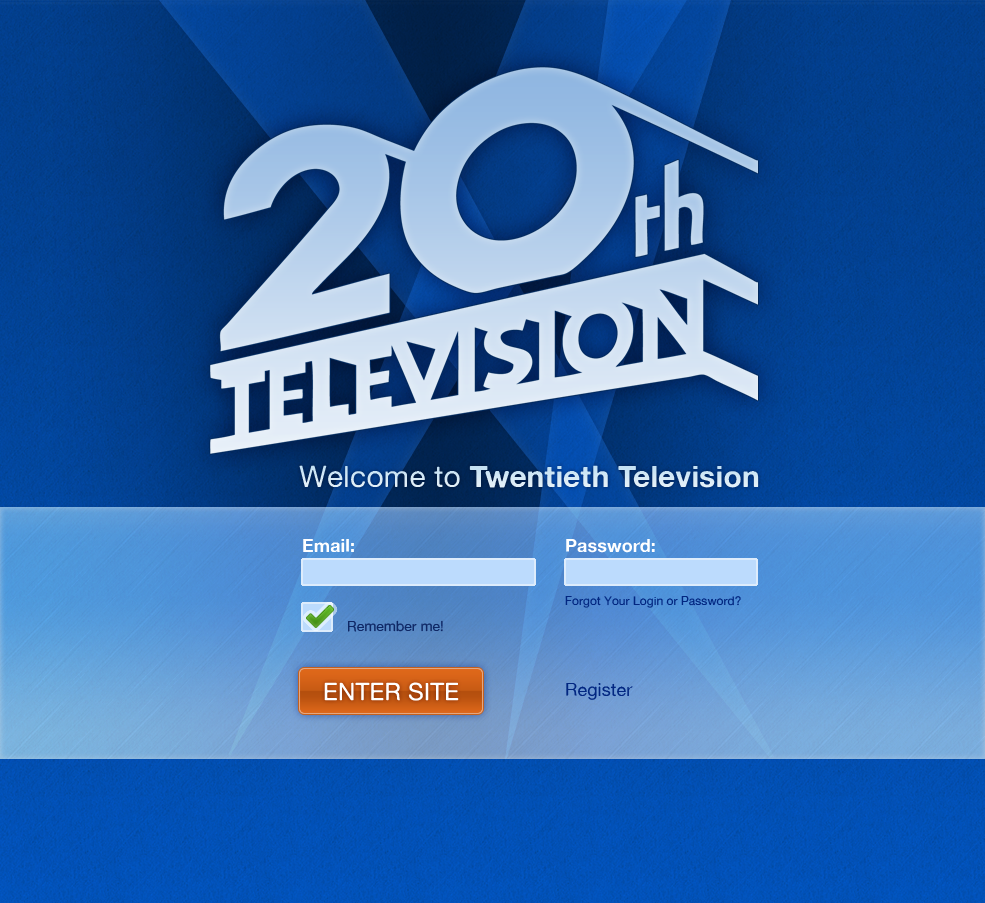 20th
TELEVISION
Welcome to Twentieth Television
Email:
Password:
Forgot Your Login or Password?
Remember me!
ENTER SITE
Register